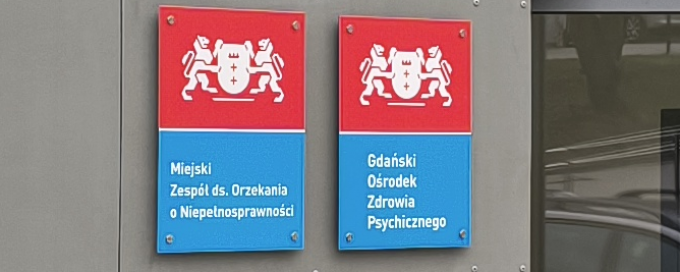 Miejski
Zespół ds. Orzekania
o Niepełnosprawności
Gdański
Ośrodek
Zdrowia
Psychicznego